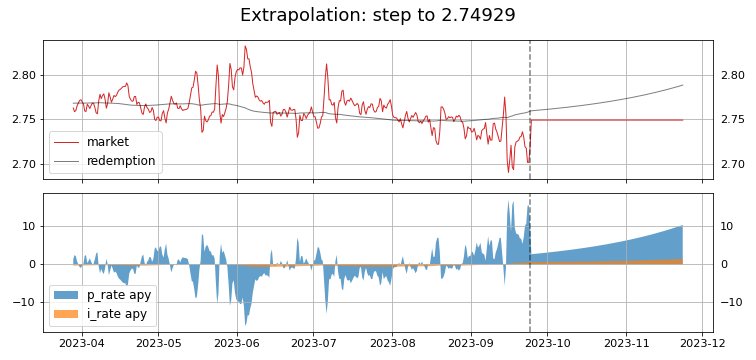 Extrapolation: step to 2.74929
2.80 2.80
2.75 2.75
2.70 2.70
market
redemption
10 10
0 0
−10 −10
p_rate apy
i_rate apy
2023-04 2023-05 2023-06 2023-07 2023-08 2023-09 2023-10 2023-11 2023-12